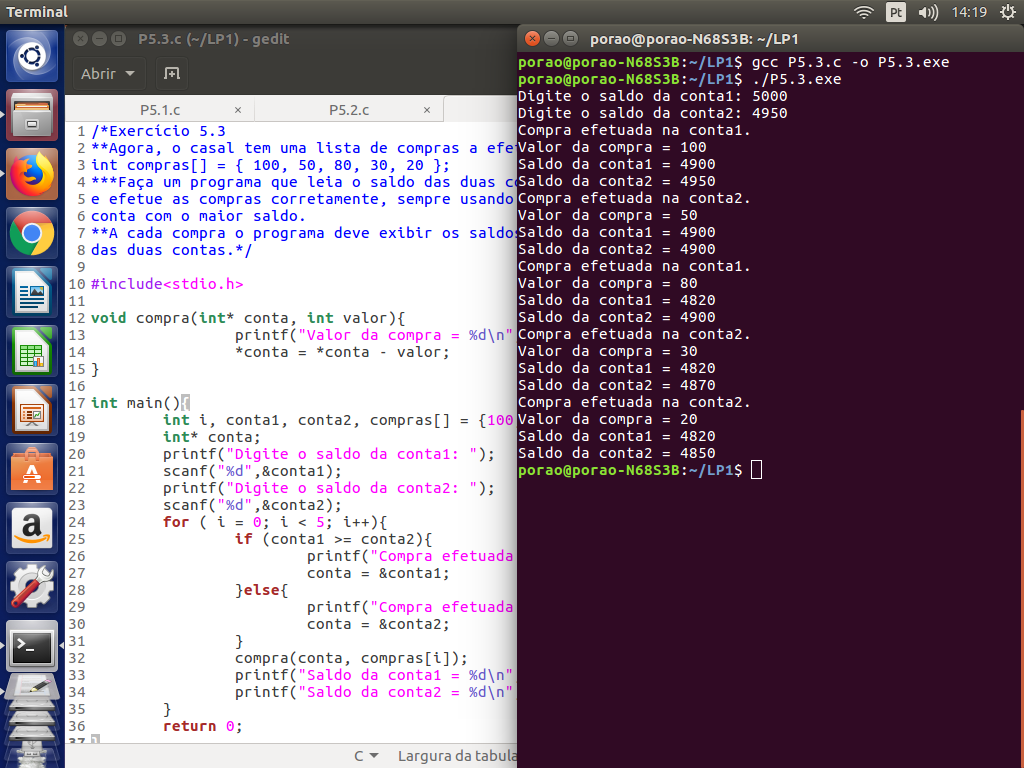 Terminal
Pt
14:19
P5.3.c (~/LP1) - gedit
Abrir
P5.1.c ×
P5.2.c ×
1 /*Exercício 5.3
2 **Agora, o casal tem uma lista de compras a efe
3 int compras[] = { 100, 50, 80, 30, 20 };
4 ***Faça um programa que leia o saldo das duas co
5 e efetue as compras corretamente, sempre usando
6 conta com o maior saldo.
7 **A cada compra o programa deve exibir os saldos
8 das duas contas.*/
9
10 #include<stdio.h>
11
12 void compra(int* conta, int valor){
13 printf("Valor da compra = %d\n"
14 *conta = *conta - valor;
15 }
16
17 int main(){
18 int i, conta1, conta2, compras[] = {100
19 int* conta;
20 printf("Digite o saldo da conta1: ");
21 scanf("%d",&conta1);
22 printf("Digite o saldo da conta2: ");
23 scanf("%d",&conta2);
24 for ( i = 0; i < 5; i++){
25 if (conta1 >= conta2){
26 printf("Compra efetuada
27 conta = &conta1;
28 }else{
29 printf("Compra efetuada
30 conta = &conta2;
31 }
32 compra(conta, compras[i]);
33 printf("Saldo da conta1 = %d\n"
34 printf("Saldo da conta2 = %d\n"
35 }
36 return 0;
37 }
C
Largura da tabula
porao@porao-N68S3B: ~/LP1
porao@porao-N68S3B:~/LP1$ gcc P5.3.c -o P5.3.exe
porao@porao-N68S3B:~/LP1$ ./P5.3.exe
Digite o saldo da conta1: 5000
Digite o saldo da conta2: 4950
Compra efetuada na conta1.
Valor da compra = 100
Saldo da conta1 = 4900
Saldo da conta2 = 4950
Compra efetuada na conta2.
Valor da compra = 50
Saldo da conta1 = 4900
Saldo da conta2 = 4900
Compra efetuada na conta1.
Valor da compra = 80
Saldo da conta1 = 4820
Saldo da conta2 = 4900
Compra efetuada na conta2.
Valor da compra = 30
Saldo da conta1 = 4820
Saldo da conta2 = 4870
Compra efetuada na conta2.
Valor da compra = 20
Saldo da conta1 = 4820
Saldo da conta2 = 4850
porao@porao-N68S3B:~/LP1$